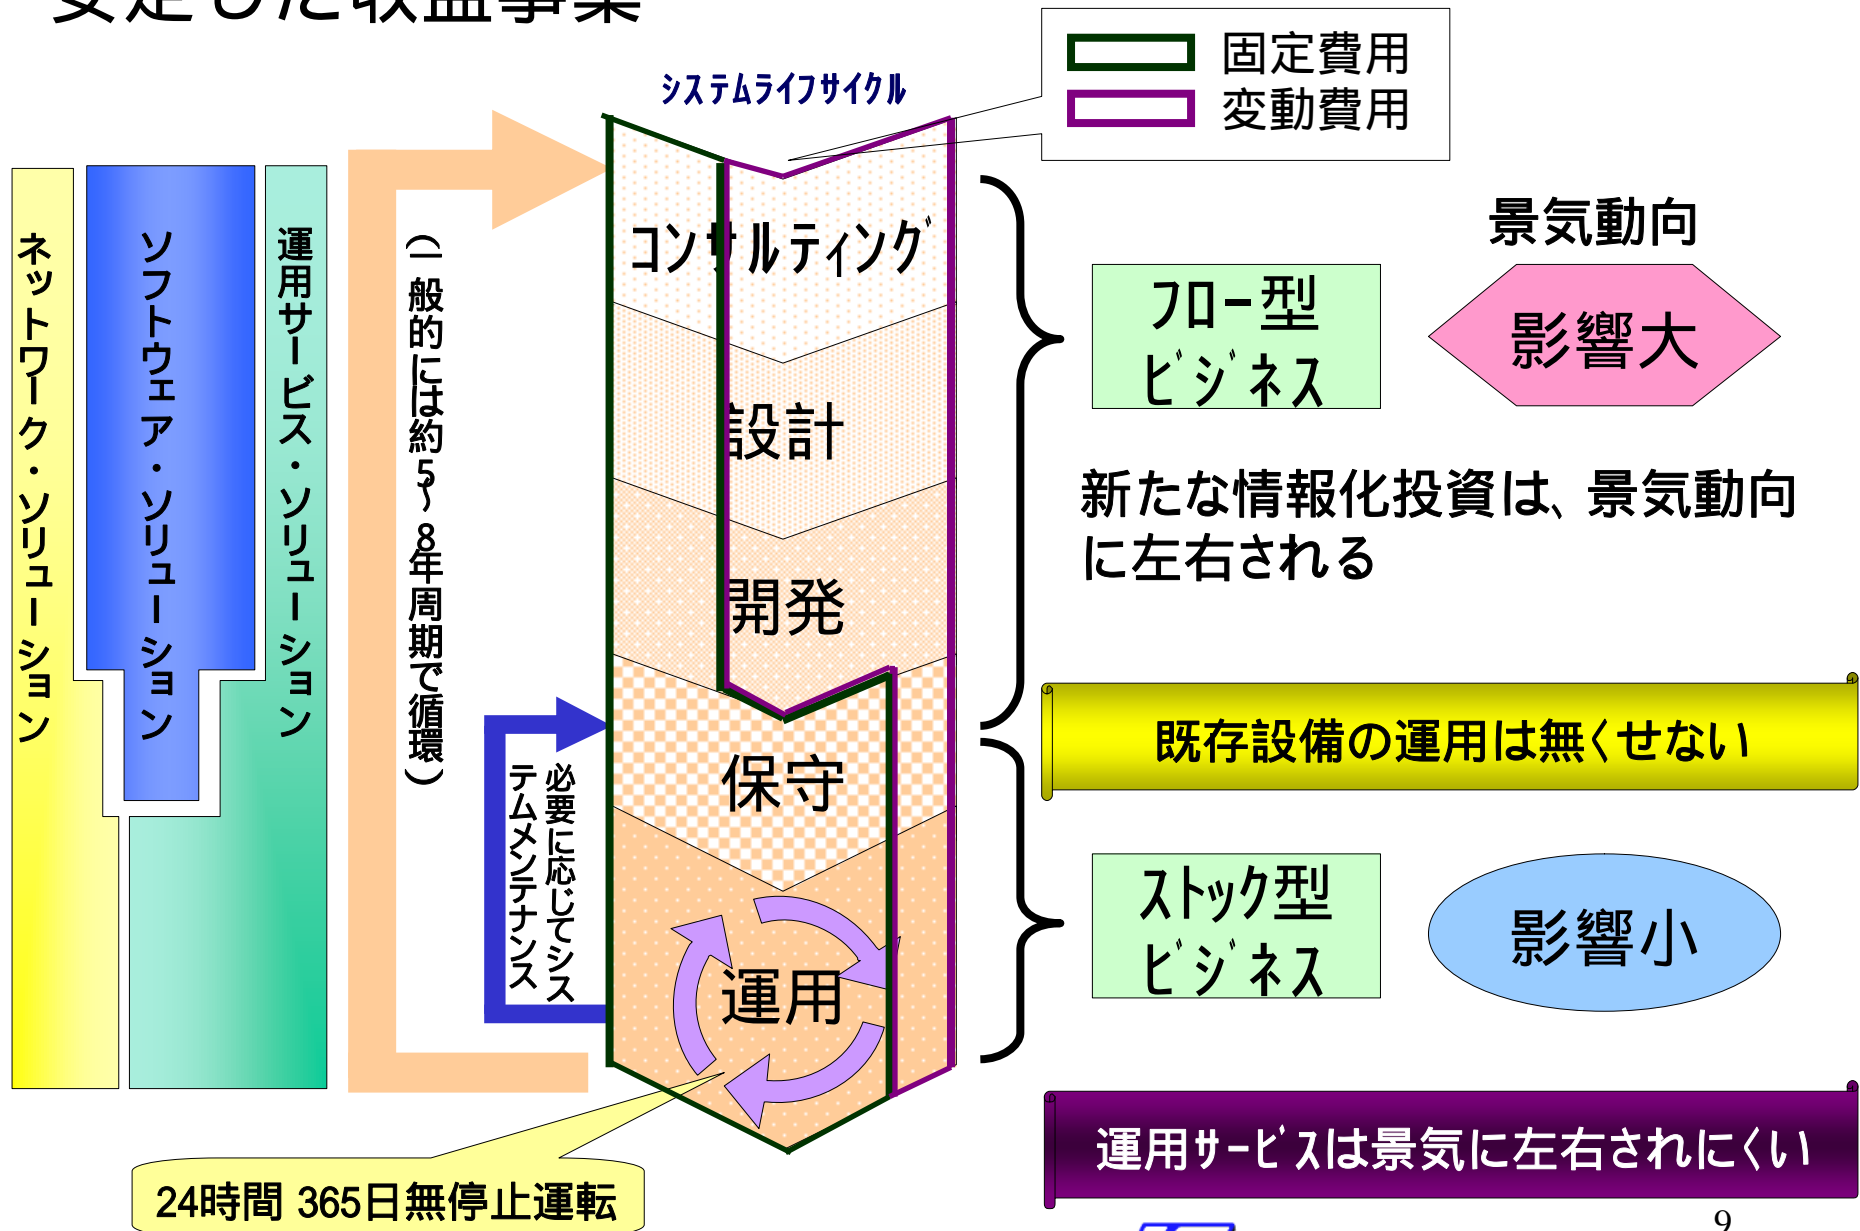 安定した収益事業
固定費用
変動費用
システムライフサイクル
ネットワーク・ソリューション
ソフトウェア・ソリューション
運用サービス・ソリューション
（一般的には約5～8年周期で循環）
コンサルティング
設計
開発
保守
運用
必要に応じてシス
テムメンテナンス
24時間 365日無停止運転
景気動向
フロー型
ビジネス
影響大
新たな情報化投資は、景気動向
に左右される
既存設備の運用は無くせない
ストック型
ビジネス
影響小
運用サービスは景気に左右されにくい
9